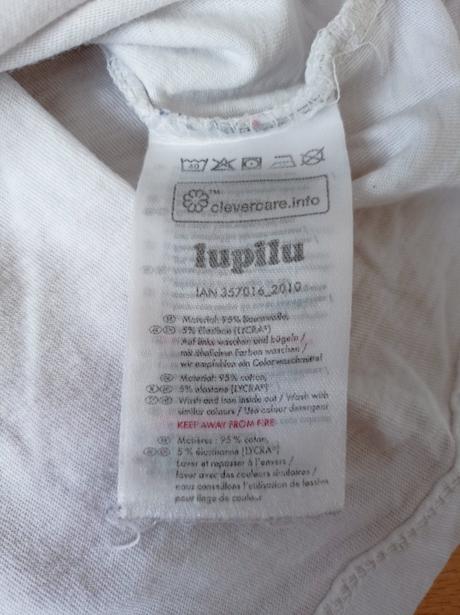 40
clevercare.info
TM
lupilu
IAN 357016_2010
Material: 95% Baumwolle,
5% Elasthan (LYCRA®)
Auf links waschen und bügeln /
mit ähnlichen Farben waschen /
wir empfehlen ein Colorwaschmittel
Material: 95% cotton,
5% elastane (LYCRA®)
Wash and iron inside out / Wash with
similar colours / Use colour detergent
KEEP AWAY FROM FIRE
Matières: 95% coton,
5% élasthanne (LYCRA®)
Laver et repasser à l'envers /
laver avec des couleurs similaires /
nous conseillons l'utilisation de lessive
pour linge de couleur